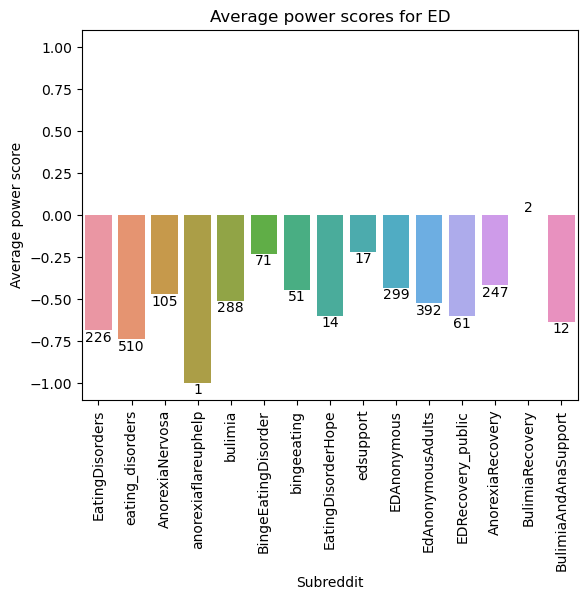 Average power scores for ED
Average power score
1.00
0.75
0.50
0.25
0.00
−0.25
−0.50
−0.75
−1.00
226
510
105
1
288
71
51
14
17
299
392
61
247
2
12
EatingDisorders
eating_disorders
AnorexiaNervosa
anorexiaflareuphelp
bulimia
BingeEatingDisorder
bingeeating
EatingDisorderHope
edsupport
EDAnonymous
EdAnonymousAdults
EDRecovery_public
AnorexiaRecovery
BulimiaRecovery
BulimiaAndAnaSupport
Subreddit